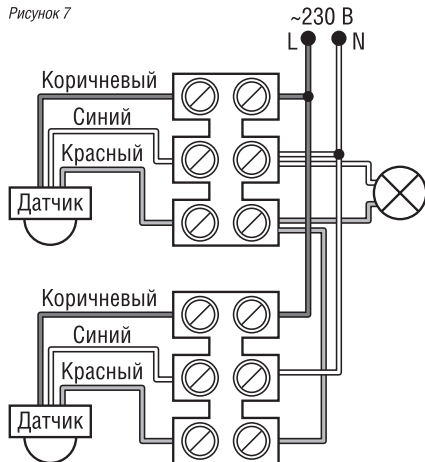 Рисунок 7
~230 В
L N
Коричневый
Синий
Красный
Датчик
Коричневый
Синий
Красный
Датчик